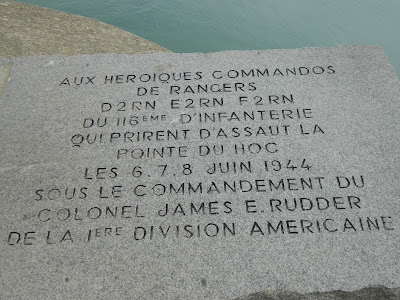 AUX HEROIQUES COMMANDOS
DE RANGERS
D2RN E2RN F2RN
DU 116ÈME D'INFANTERIE
QUI PRIRENT D'ASSAUT LA
POINTE DU HOC
LES 6.7.8 JUIN 1944
SOUS LE COMMANDEMENT DU
COLONEL JAMES E. RUDDER
DE LA 1ÈRE DIVISION AMERICAINE